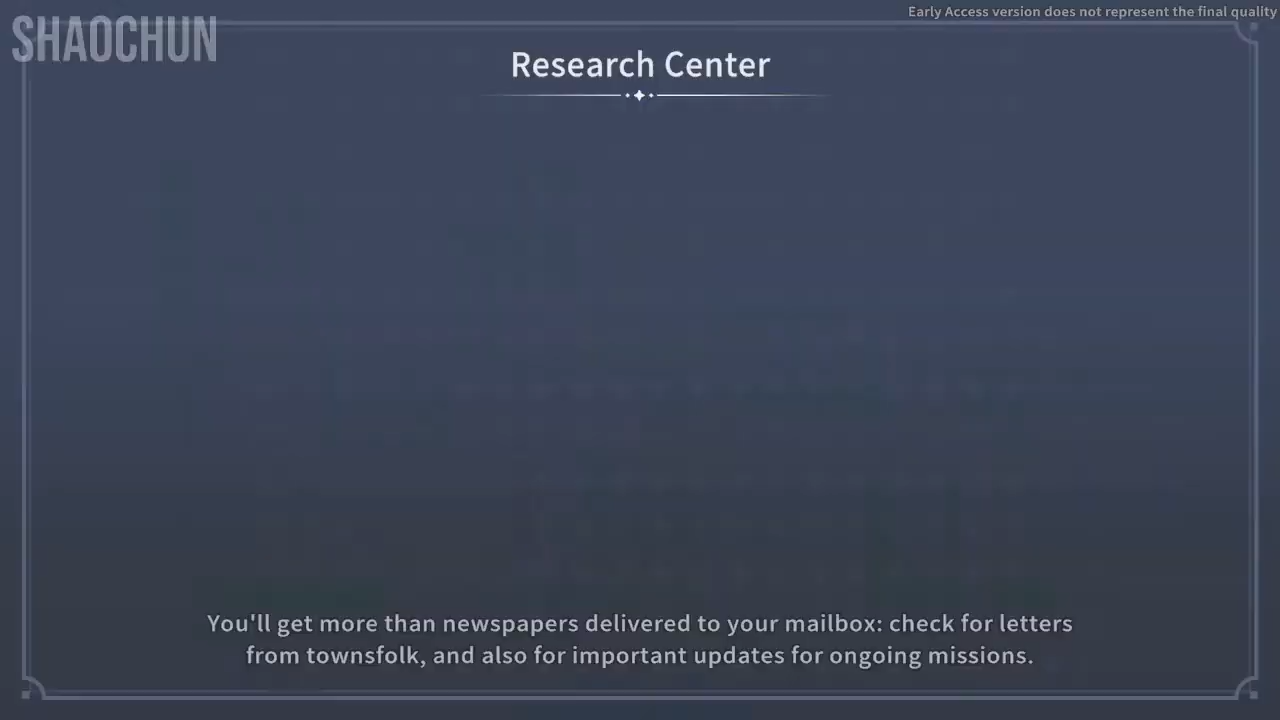 Early Access version does not represent the final quality
SHAOCHUN
Research Center
You'll get more than newspapers delivered to your mailbox: check for letters
from townsfolk, and also for important updates for ongoing missions.